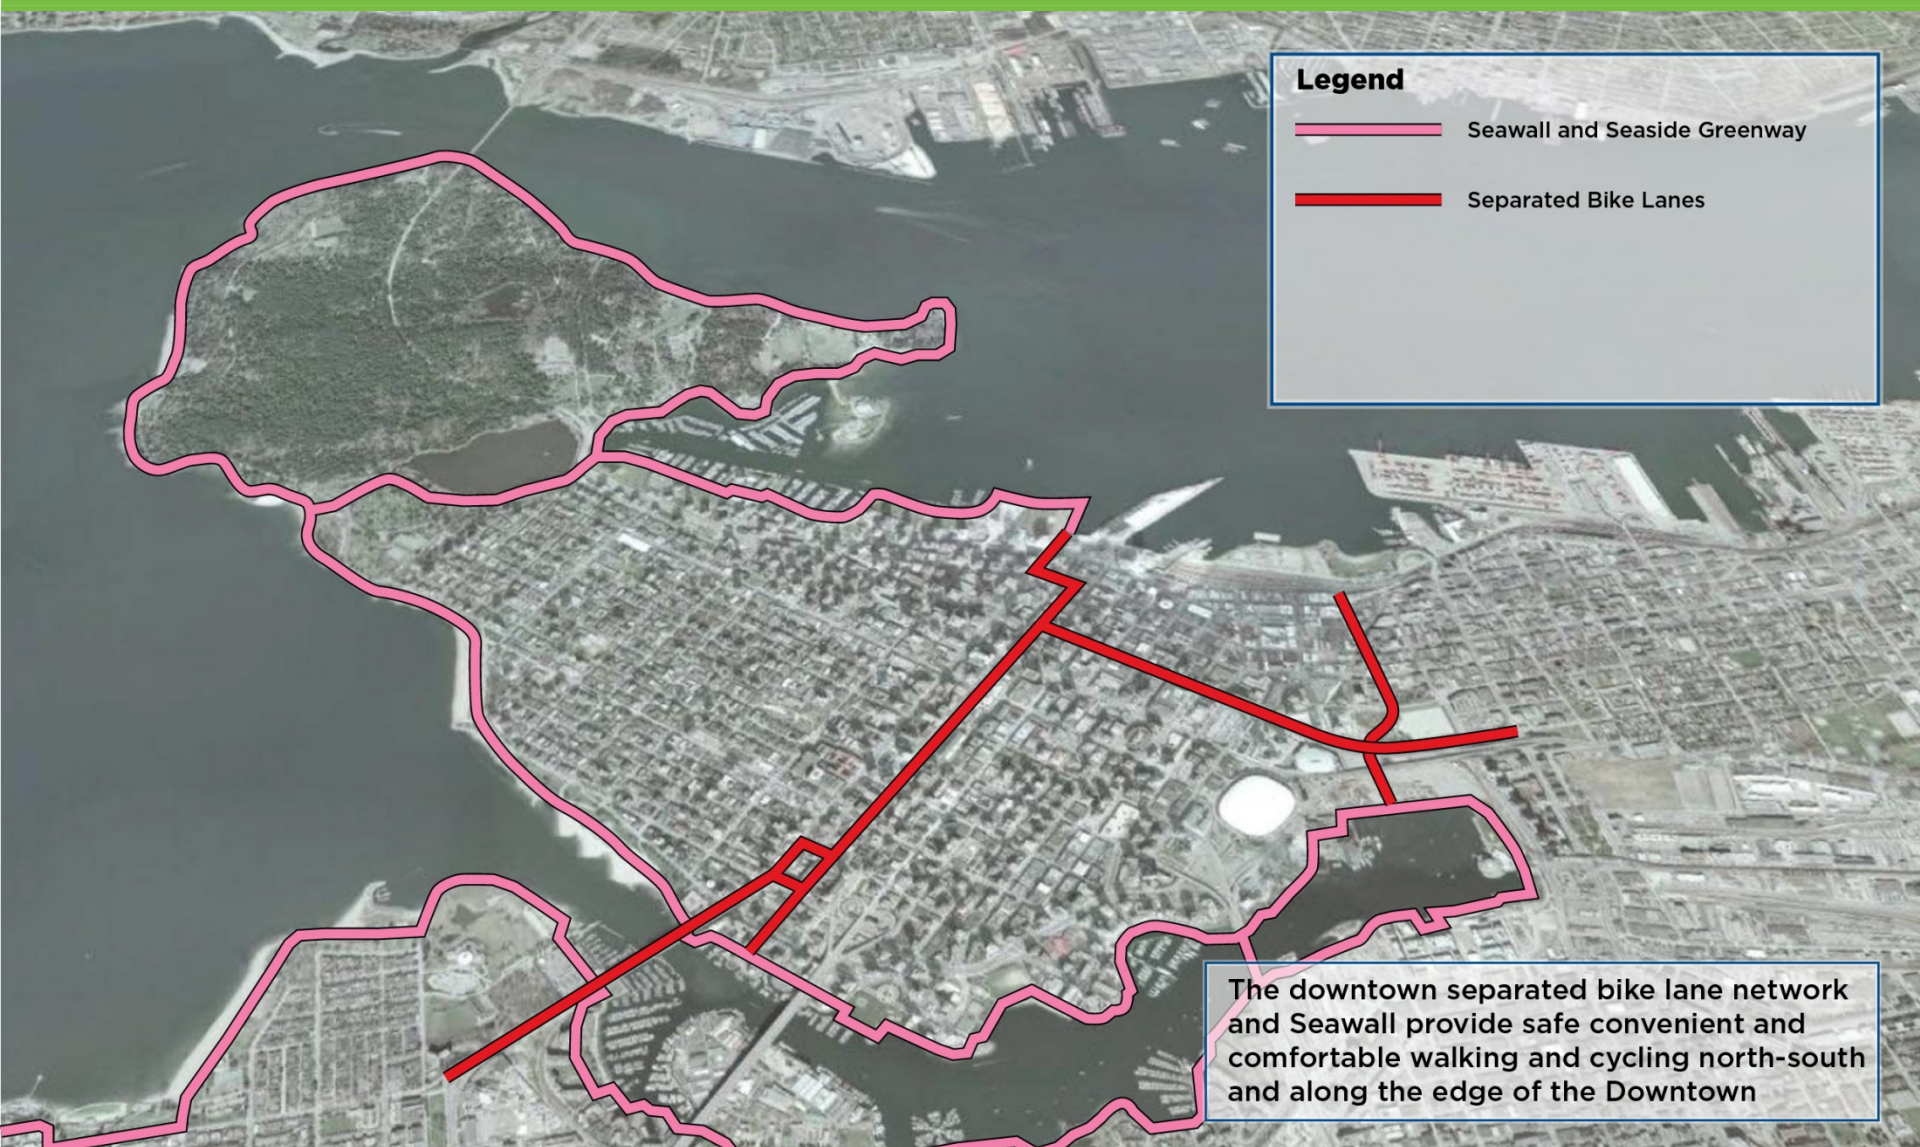 Legend
Seawall and Seaside Greenway
Separated Bike Lanes
The downtown separated bike lane network
and Seawall provide safe convenient and
comfortable walking and cycling north-south
and along the edge of the Downtown